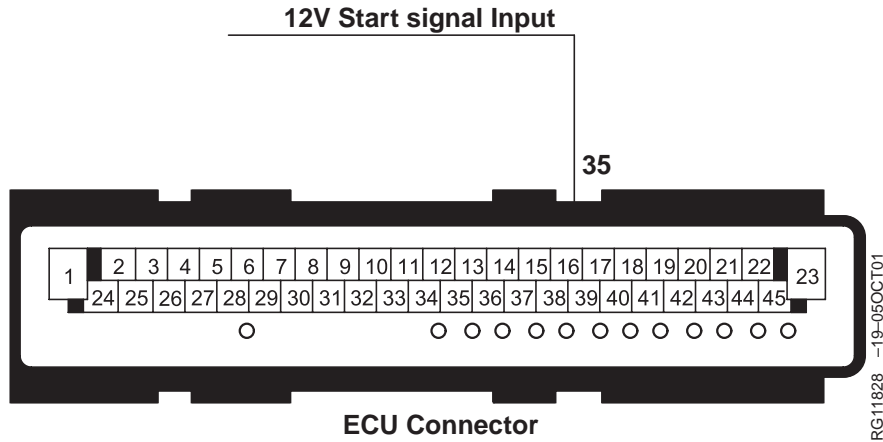 12V Start signal Input
35
1 2 3 4 5 6 7 8 9 10 11 12 13 14 15 16 17 18 19 20 21 22 23
24 25 26 27 28 29 30 31 32 33 34 35 36 37 38 39 40 41 42 43 44 45
ECU Connector
RG11828 –19–05OCT01